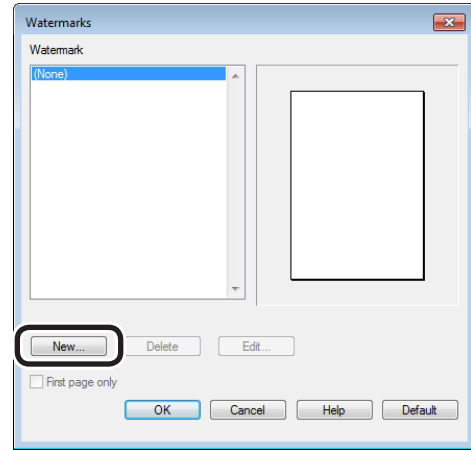 Watermarks
Watermark
(None)
New... Delete Edit...
First page only
OK Cancel Help Default